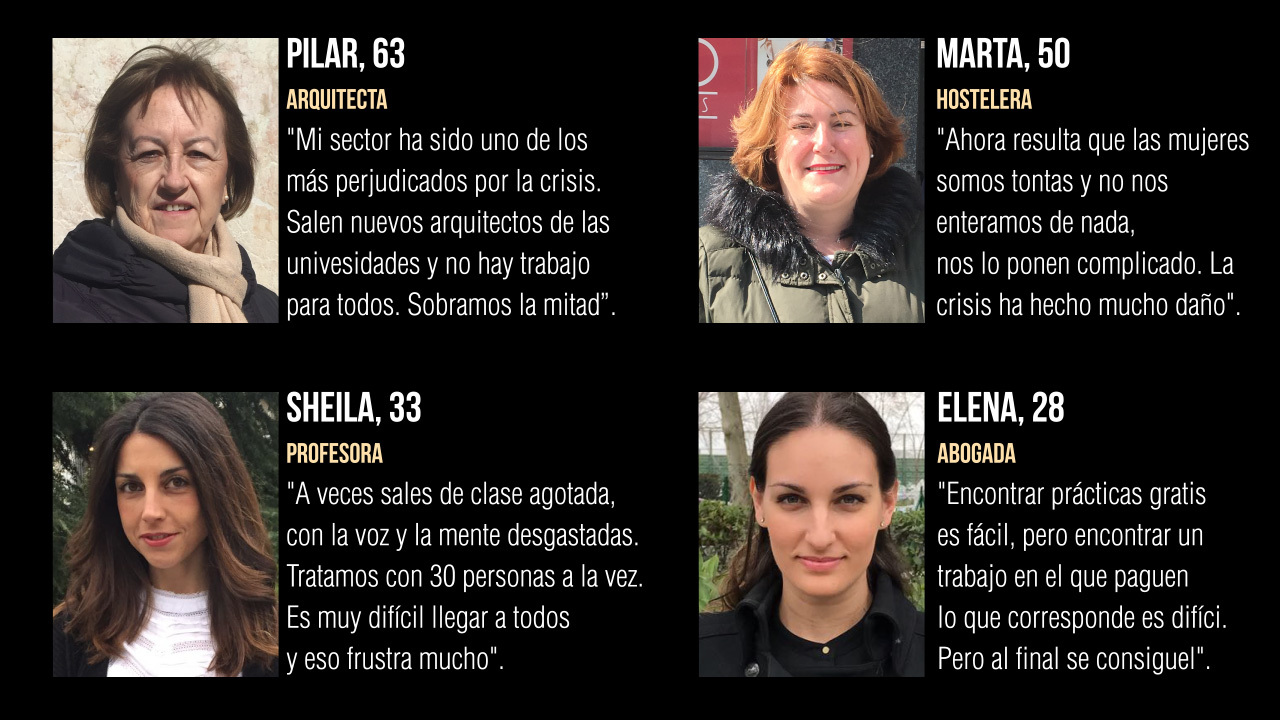 PILAR, 63
ARQUITECTA
"Mi sector ha sido uno de los
más perjudicados por la crisis.
Salen nuevos arquitectos de las
univesidades y no hay trabajo
para todos. Sobramos la mitad”.
MARTA, 50
HOSTELERA
"Ahora resulta que las mujeres
somos tontas y no nos
enteramos de nada,
nos lo ponen complicado. La
crisis ha hecho mucho daño".
SHEILA, 33
PROFESORA
"A veces sales de clase agotada,
con la voz y la mente desgastadas.
Tratamos con 30 personas a la vez.
Es muy difícil llegar a todos
y eso frustra mucho".
ELENA, 28
ABOGADA
"Encontrar prácticas gratis
es fácil, pero encontrar un
trabajo en el que paguen
lo que corresponde es difíci.
Pero al final se consiguel".